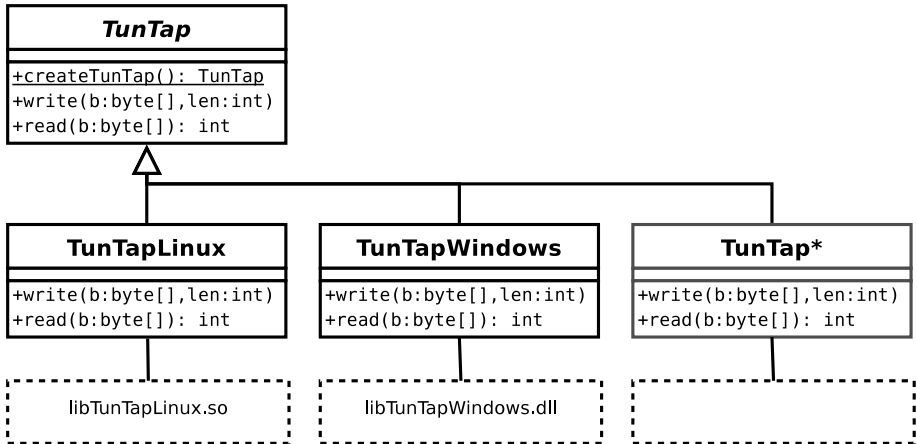 TunTap
+createTunTap(): TunTap
+write(b:byte[],len:int)
+read(b:byte[]): int
TunTapLinux
+write(b:byte[],len:int)
+read(b:byte[]): int
libTunTapLinux.so
TunTapWindows
+write(b:byte[],len:int)
+read(b:byte[]): int
libTunTapWindows.dll
TunTap*
+write(b:byte[],len:int)
+read(b:byte[]): int